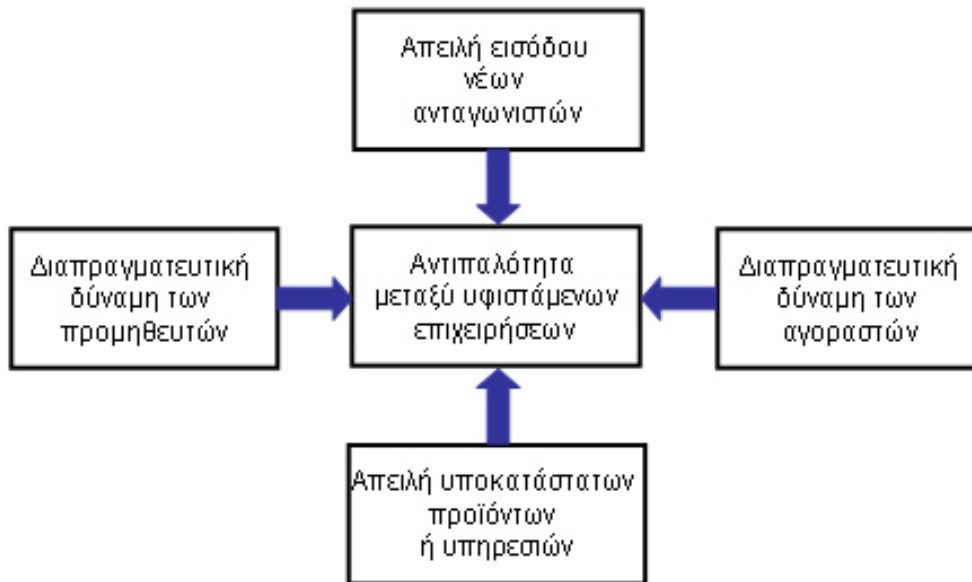 Απειλή εισόδου
νέων
ανταγωνιστών
Διαπραγματευτική
δύναμη των
προμηθευτών
Αντιπαλότητα
μεταξύ υφιστάμενων
επιχειρήσεων
Διαπραγματευτική
δύναμη των
αγοραστών
Απειλή υποκατάστατων
προϊόντων
ή υπηρεσιών